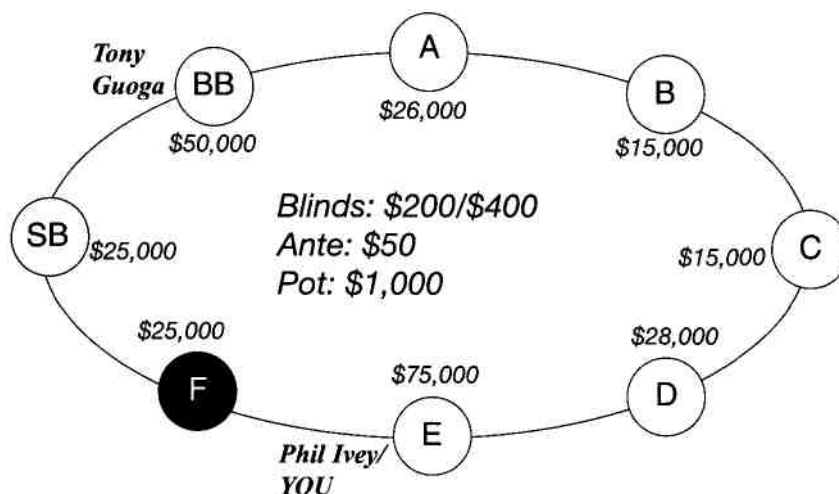 Tony
Guoga
BB
$50,000
A
$26,000
B
$15,000
SB
$25,000
Blinds: $200/$400
Ante: $50
Pot: $1,000
C
$15,000
$25,000
F
$75,000
E
Phil Ivey/
YOU
$28,000
D